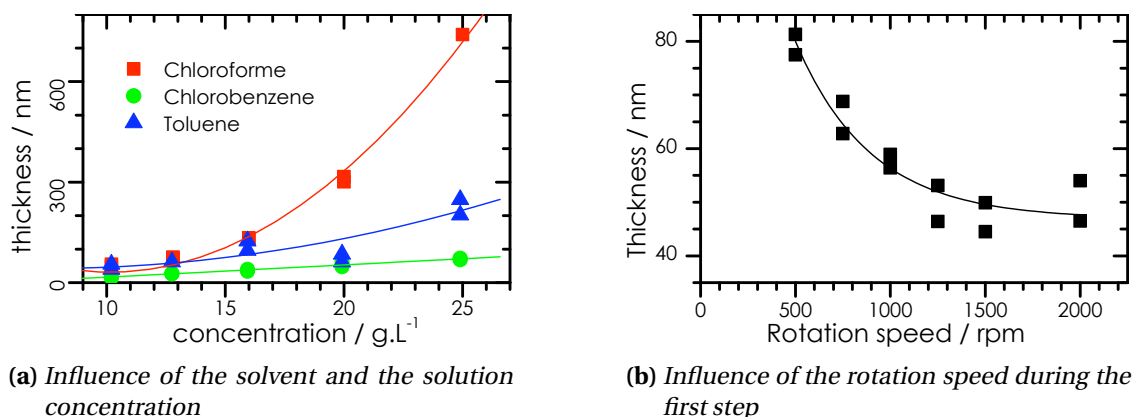 thickness / nm
600
300
0
Chloroforme
Chlorobenzene
Toluene
10 15 20 25
concentration / g.L⁻¹
(a) Influence of the solvent and the solution
concentration
Thickness / nm
80
60
40
0 500 1000 1500 2000
Rotation speed / rpm
(b) Influence of the rotation speed during the
first step